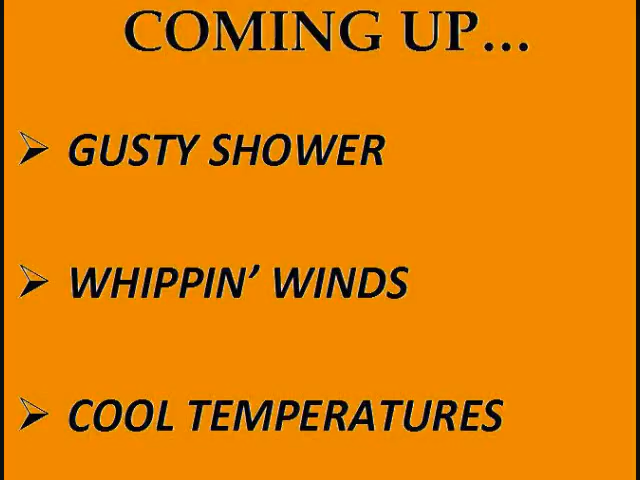 COMING UP...
➢ GUSTY SHOWER
➢ WHIPPIN’ WINDS
➢ COOL TEMPERATURES